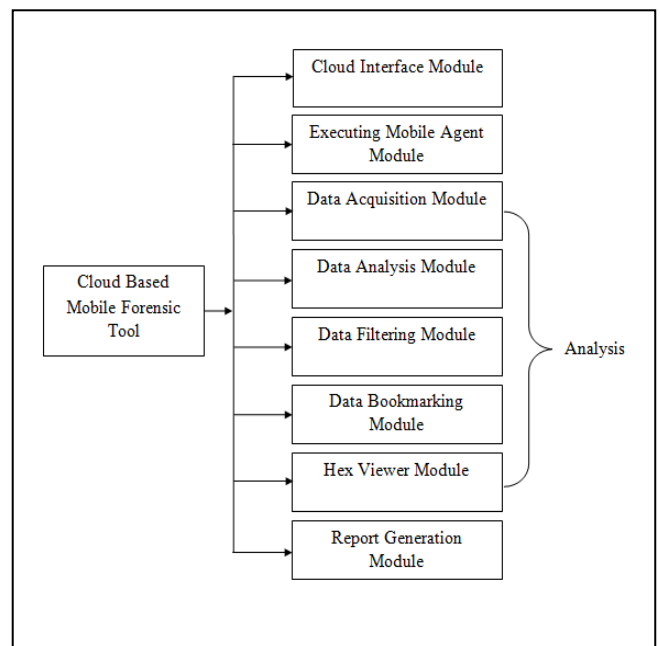 Cloud Interface Module
Executing Mobile Agent
Module
Data Acquisition Module
Data Analysis Module
Cloud Based
Mobile Forensic
Tool
Data Filtering Module
Analysis
Data Bookmarking
Module
Hex Viewer Module
Report Generation
Module